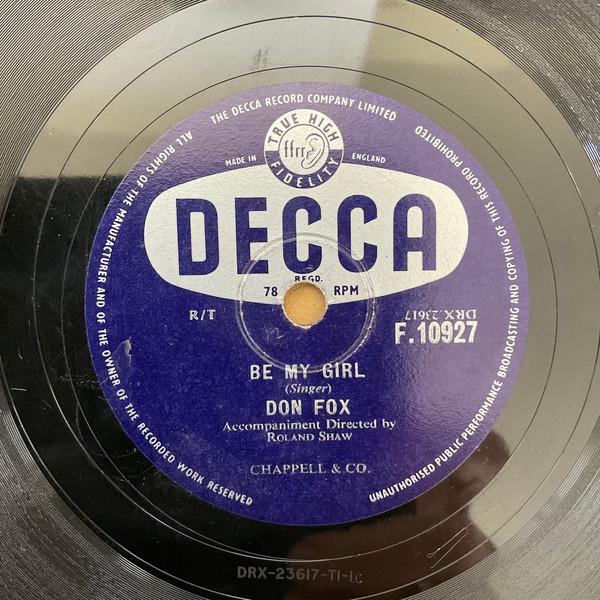 THE DECCA RECORD COMPANY LIMITED
ALL RIGHTS OF THE MANUFACTURER AND OF THE OWNER OF THE RECORDED WORK RESERVED
UNAUTHORISED PUBLIC PERFORMANCE BROADCASTING AND COPYING OF THIS RECORD PROHIBITED
TRUE HIGH
ffrr
FIDELITY
MADE IN ENGLAND
DECCA
REGD.
78 RPM
R/T
DRX 23617
F.10927
BE MY GIRL
(Singer)
DON FOX
Accompaniment Directed by
ROLAND SHAW
CHAPPELL & CO.
DRX-23617-T1-Lc